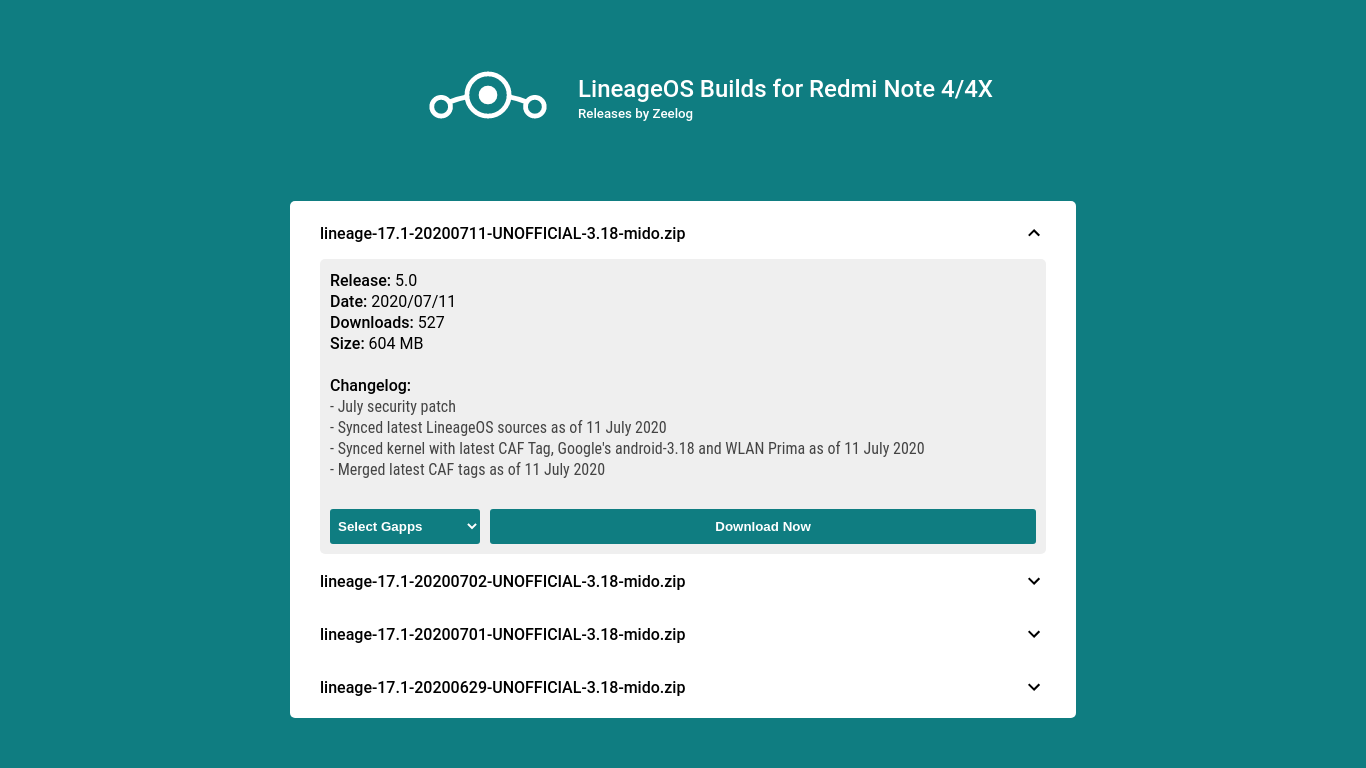 LineageOS Builds for Redmi Note 4/4X
Releases by Zeelog
lineage-17.1-20200711-UNOFFICIAL-3.18-mido.zip
Release: 5.0
Date: 2020/07/11
Downloads: 527
Size: 604 MB
Changelog:
- July security patch
- Synced latest LineageOS sources as of 11 July 2020
- Synced kernel with latest CAF Tag, Google's android-3.18 and WLAN Prima as of 11 July 2020
- Merged latest CAF tags as of 11 July 2020
Select Gapps
Download Now
lineage-17.1-20200702-UNOFFICIAL-3.18-mido.zip
lineage-17.1-20200701-UNOFFICIAL-3.18-mido.zip
lineage-17.1-20200629-UNOFFICIAL-3.18-mido.zip